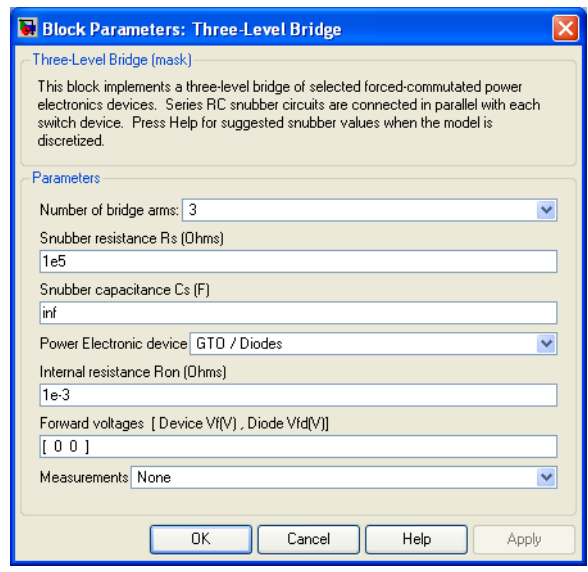 Block Parameters: Three-Level Bridge
Three-Level Bridge (mask)
This block implements a three-level bridge of selected forced-commutated power
electronics devices. Series RC snubber circuits are connected in parallel with each
switch device. Press Help for suggested snubber values when the model is
discretized.
Parameters
Number of bridge arms: 3
Snubber resistance Rs (Ohms)
1e5
Snubber capacitance Cs (F)
inf
Power Electronic device GTO / Diodes
Internal resistance Ron (Ohms)
1e-3
Forward voltages [ Device Vf(V) , Diode Vfd(V)]
[ 0 0 ]
Measurements None
OK Cancel Help Apply